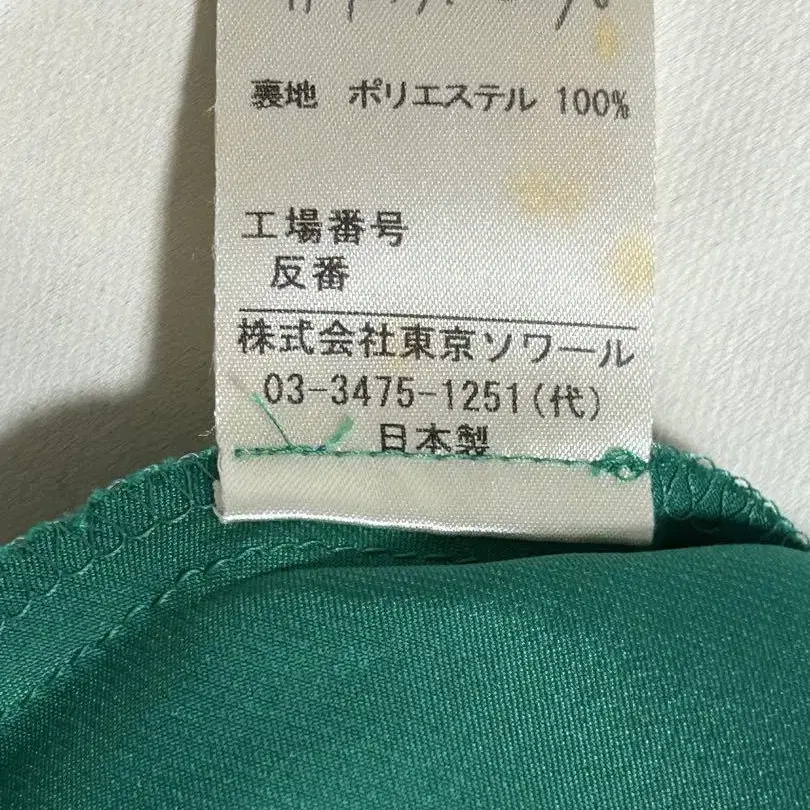 裏地 ポリエステル 100%
工場番号
反番
株式会社東京ソワール
03-3475-1251(代)
日本製